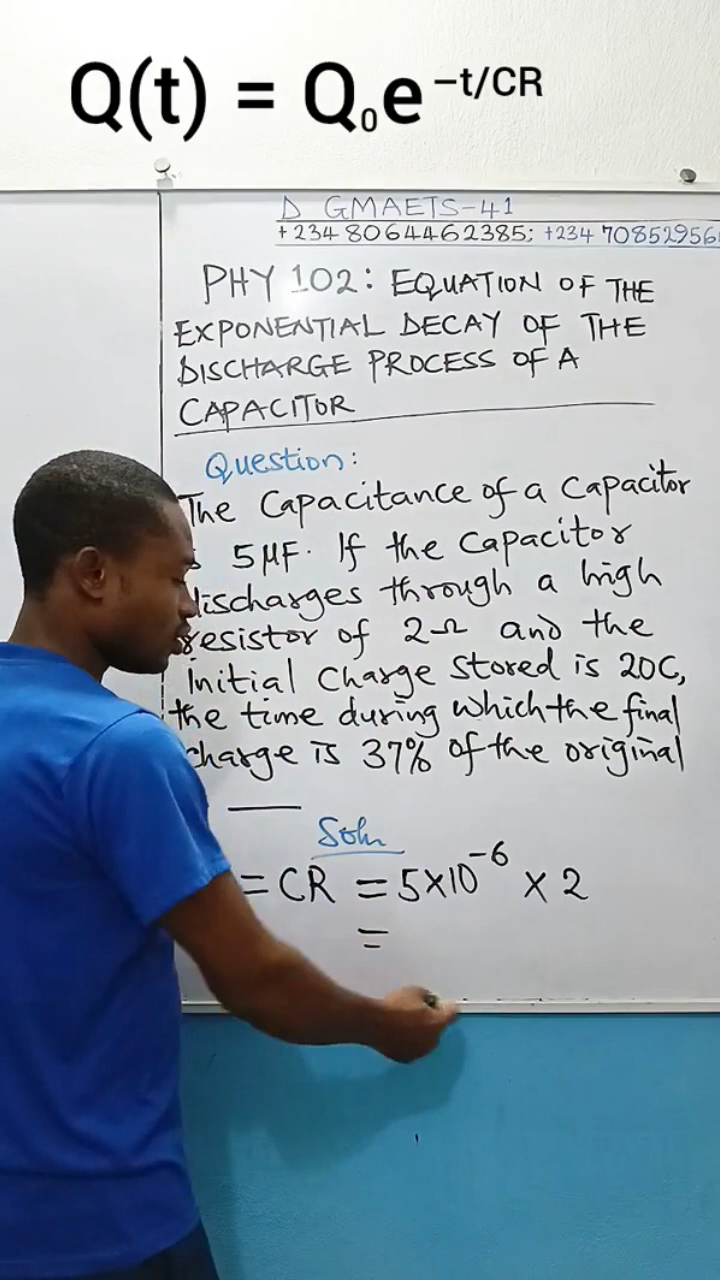 Q(t) = Q₀e^–t/CR
D GMAETS-41
+234 8064462385; +234 708529560
PHY 102: EQUATION OF THE
EXPONENTIAL DECAY OF THE
DISCHARGE PROCESS OF A
CAPACITOR
Question:
The Capacitance of a Capacitor
5μF. If the Capacitor
discharges through a high
resistor of 2Ω and the
Initial Charge stored is 20C,
the time during which the final
charge is 37% of the original
Soln
= CR = 5×10⁻⁶ × 2
=